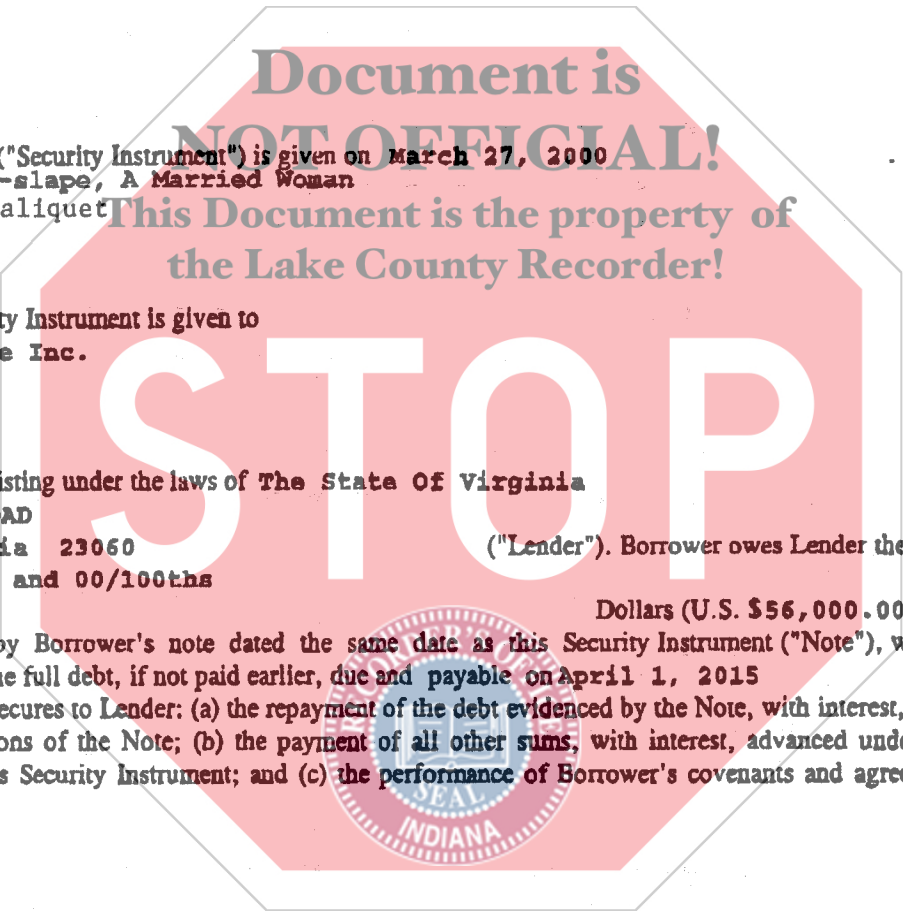 Document is
NOT OFFICIAL!
("Security Instrument") is given on March 27, 2000
-slape, A Married Woman
aliquet
This Document is the property of
the Lake County Recorder!
ty Instrument is given to
e Inc.
STOP
isting under the laws of The State Of Virginia
OAD
ia 23060 ("Lender"). Borrower owes Lender the
and 00/100ths
Dollars (U.S. $56,000.00
by Borrower's note dated the same date as this Security Instrument ("Note"), w
he full debt, if not paid earlier, due and payable on April 1, 2015
ecures to Lender: (a) the repayment of the debt evidenced by the Note, with interest,
ons of the Note; (b) the payment of all other sums, with interest, advanced unde
s Security Instrument; and (c) the performance of Borrower's covenants and agree
RECORDER'S OFFICE
SEAL
INDIANA